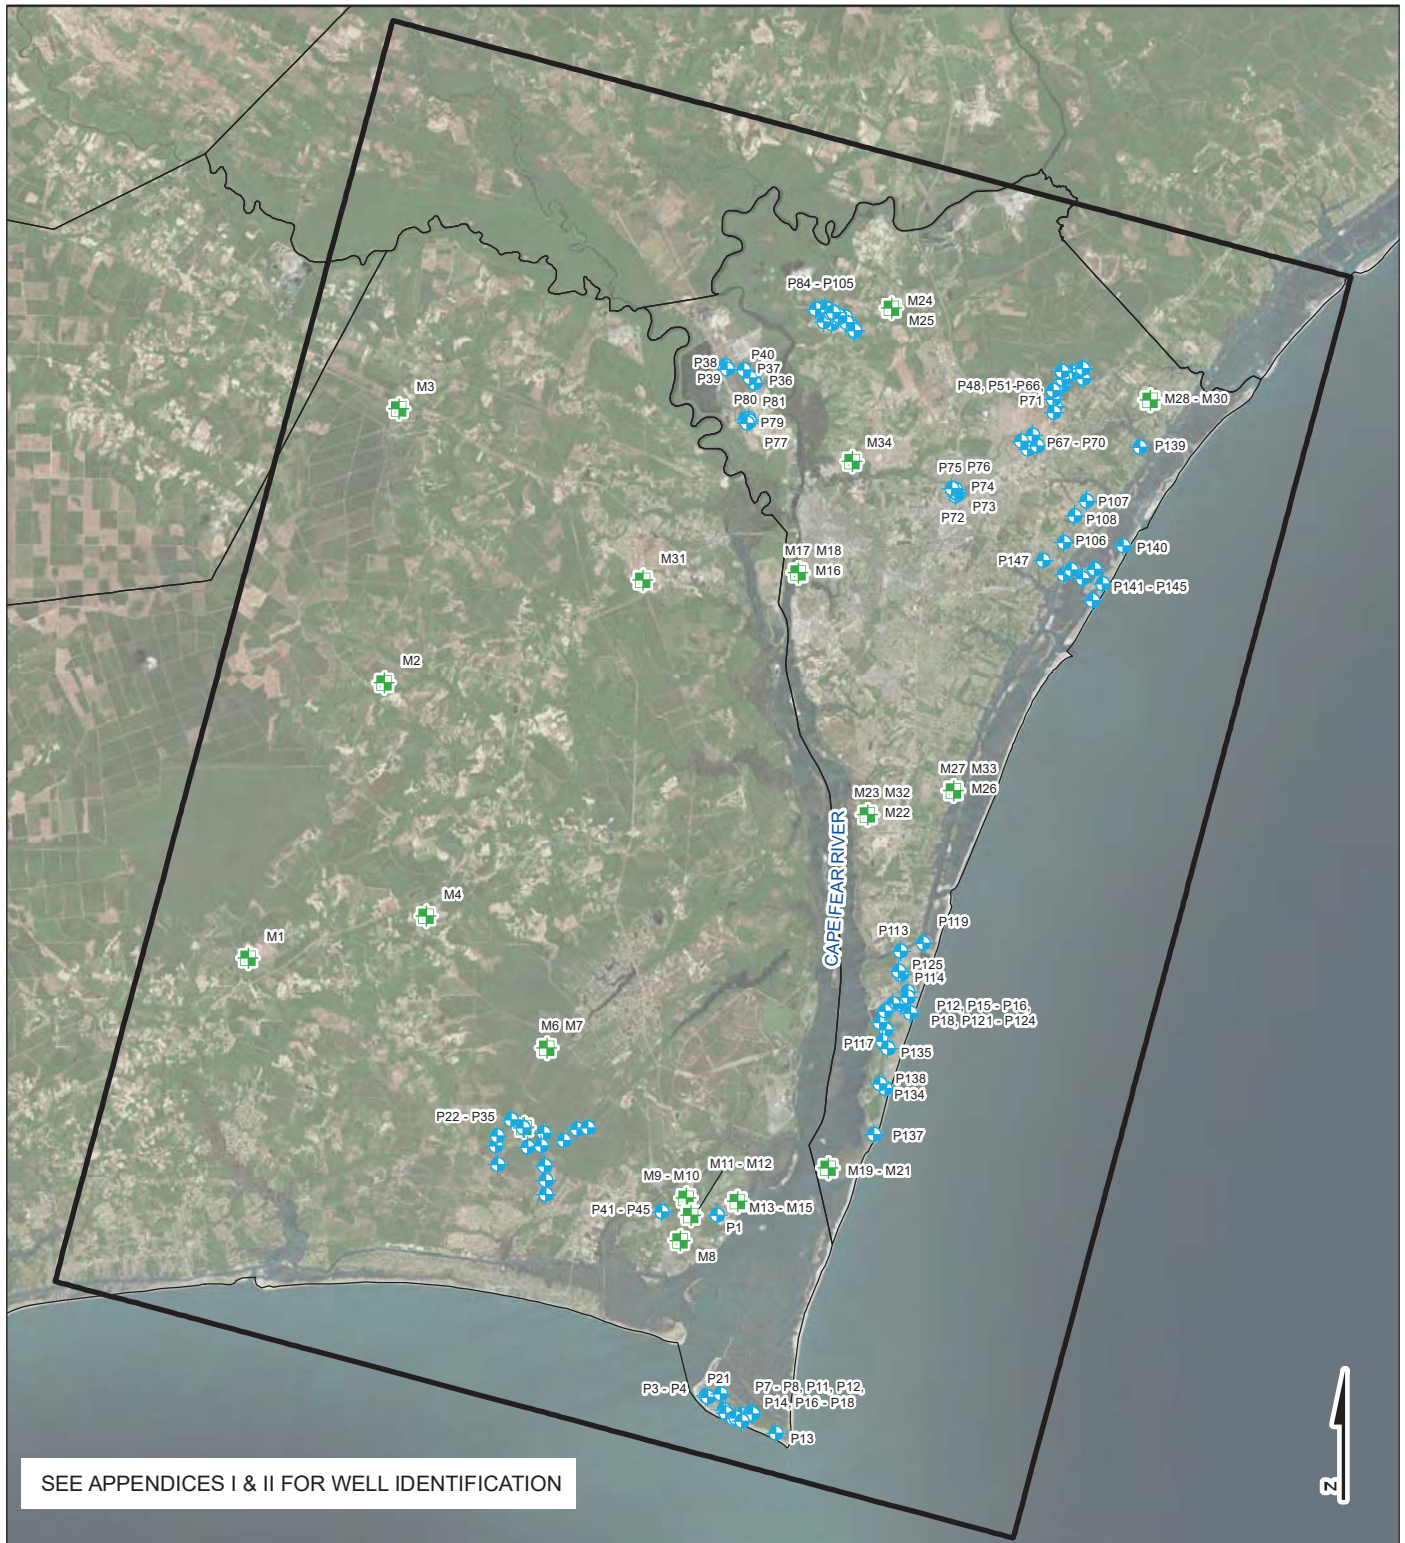 P84 - P105
M24
M25
P38
P40
P39
P37
P36
P80 P81
P79
P77
M3
M34
P48, P51-P66,
P71
M28 - M30
P67 - P70
P139
P75 P76
P74
P73
P72
P107
P108
P106
P140
P147
P141 - P145
M17 M18
M16
M31
M2
M27 M33
M26
M23 M32
M22
CAPE FEAR RIVER
M4
M1
P119
P113
P125
P114
P12, P15 - P16,
P18, P121 - P124
M6 M7
P117
P135
P138
P134
P22 - P35
P137
M11 - M12
M9 - M10
M19 - M21
P41 - P45
M13 - M15
P1
M8
P21
P3 - P4
P7 - P8, P11, P12,
P14, P16 - P18
P13
SEE APPENDICES I & II FOR WELL IDENTIFICATION
N